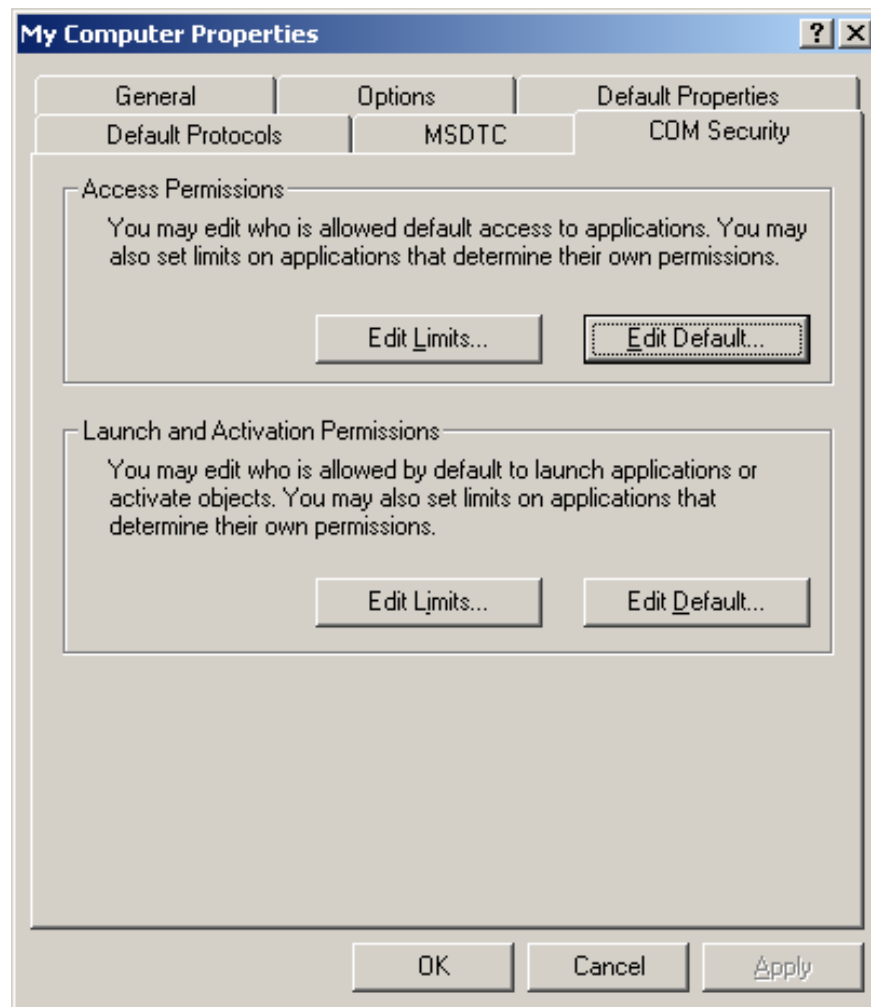 My Computer Properties
General Options Default Properties
Default Protocols MSDTC COM Security
Access Permissions
You may edit who is allowed default access to applications. You may
also set limits on applications that determine their own permissions.
Edit Limits... Edit Default...
Launch and Activation Permissions
You may edit who is allowed by default to launch applications or
activate objects. You may also set limits on applications that
determine their own permissions.
Edit Limits... Edit Default...
OK Cancel Apply